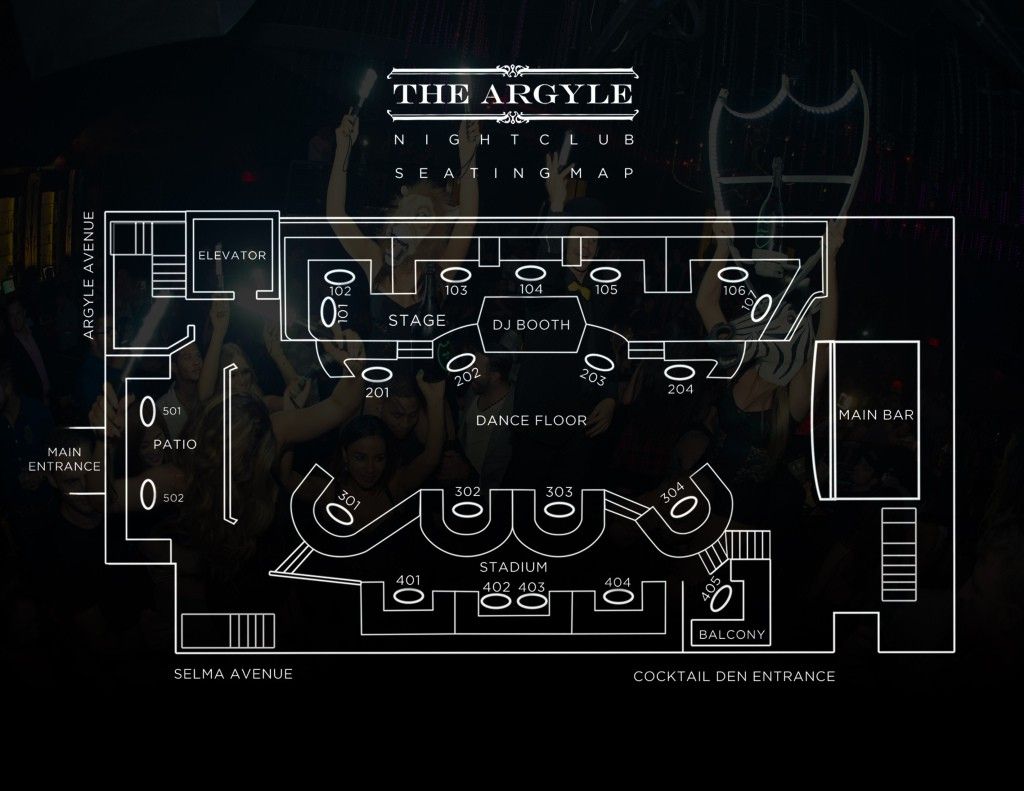 THE ARGYLE
NIGHTCLUB
SEATING MAP
ARGYLE AVENUE
ELEVATOR
102
103
104
105
106
101
107
STAGE
DJ BOOTH
201
202
203
204
DANCE FLOOR
MAIN BAR
501
PATIO
MAIN
ENTRANCE
502
301
302
303
304
STADIUM
401
402
403
404
405
BALCONY
SELMA AVENUE
COCKTAIL DEN ENTRANCE